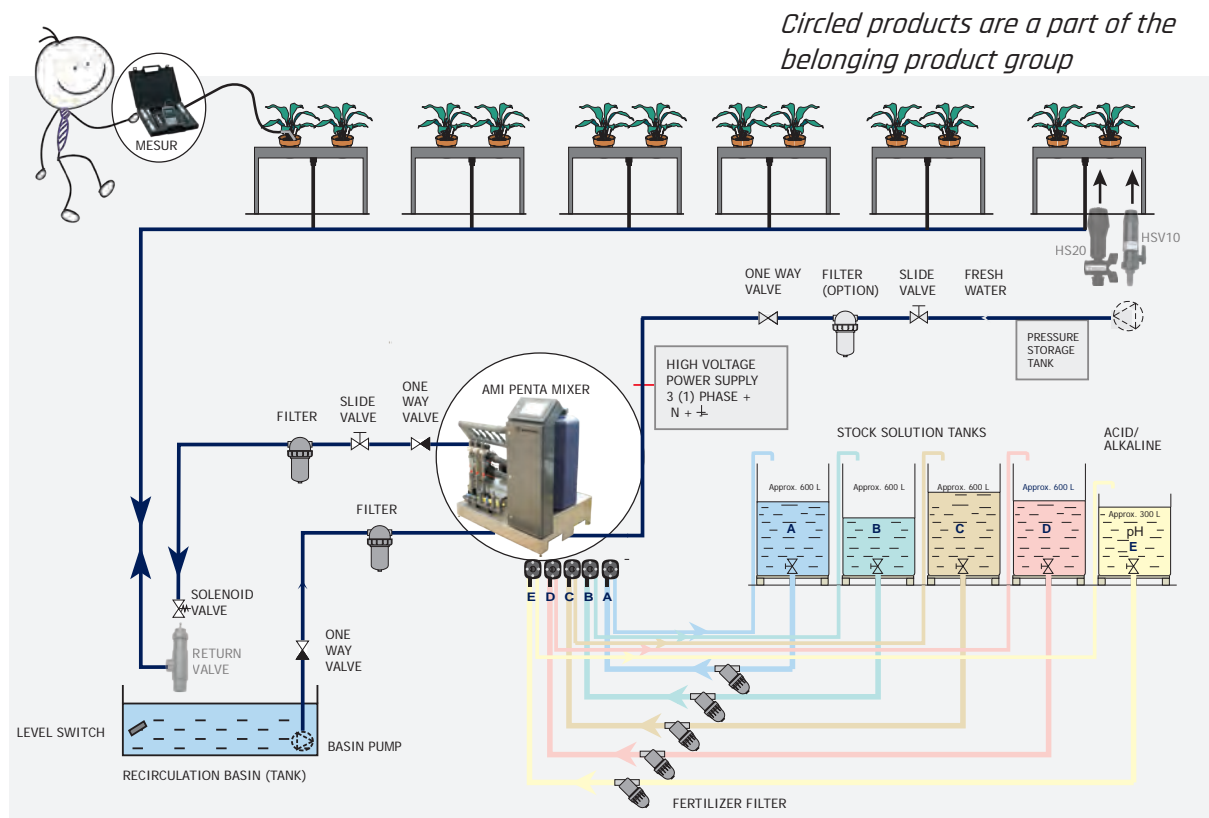 Circled products are a part of the
belonging product group
MESUR
HS20
HSV10
ONE WAY
VALVE
FILTER
(OPTION)
SLIDE
VALVE
FRESH
WATER
PRESSURE
STORAGE
TANK
HIGH VOLTAGE
POWER SUPPLY
3 (1) PHASE +
N +
AMI PENTA MIXER
FILTER
SLIDE
VALVE
ONE
WAY
VALVE
STOCK SOLUTION TANKS
ACID/
ALKALINE
Approx. 600 L
A
Approx. 600 L
B
Approx. 600 L
C
Approx. 600 L
D
Approx. 300 L
pH
E
FILTER
E D C B A
SOLENOID
VALVE
RETURN
VALVE
ONE
WAY
VALVE
LEVEL SWITCH
BASIN PUMP
RECIRCULATION BASIN (TANK)
FERTILIZER FILTER